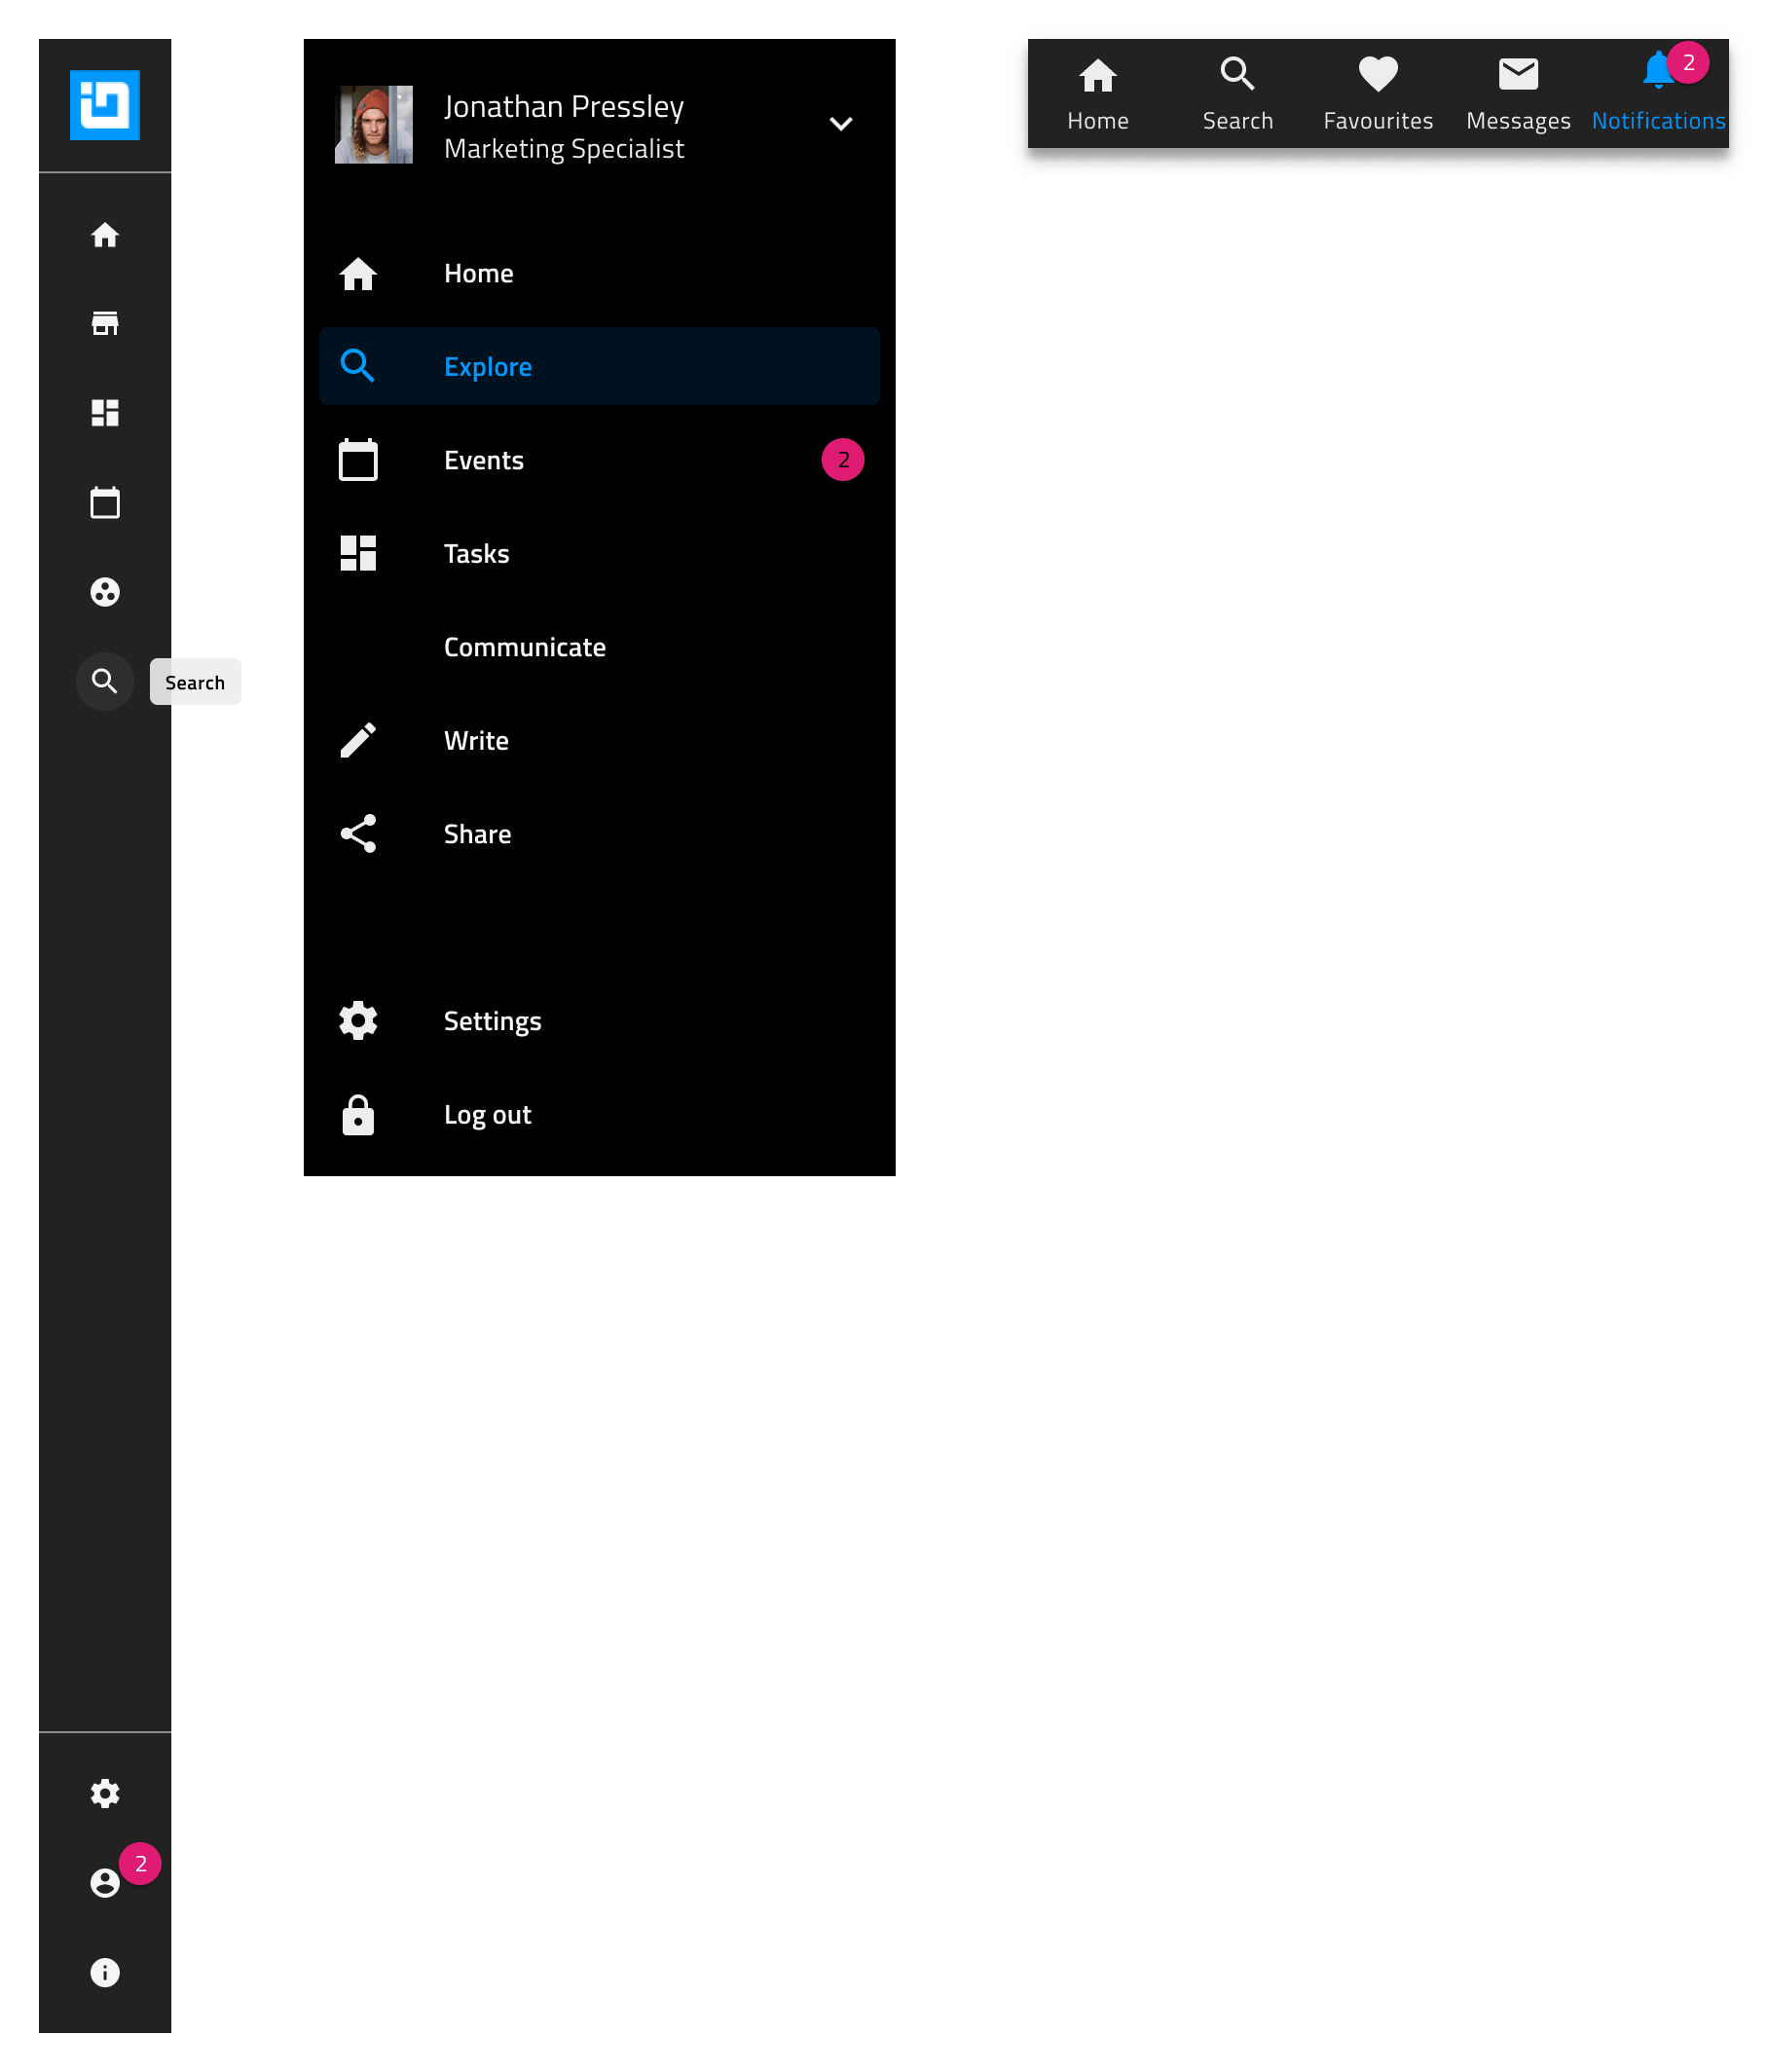 Search
2
Jonathan Pressley
Marketing Specialist
Home
Explore
Events
2
Tasks
Communicate
Write
Share
Settings
Log out
Home
Search
Favourites
Messages
2
Notifications